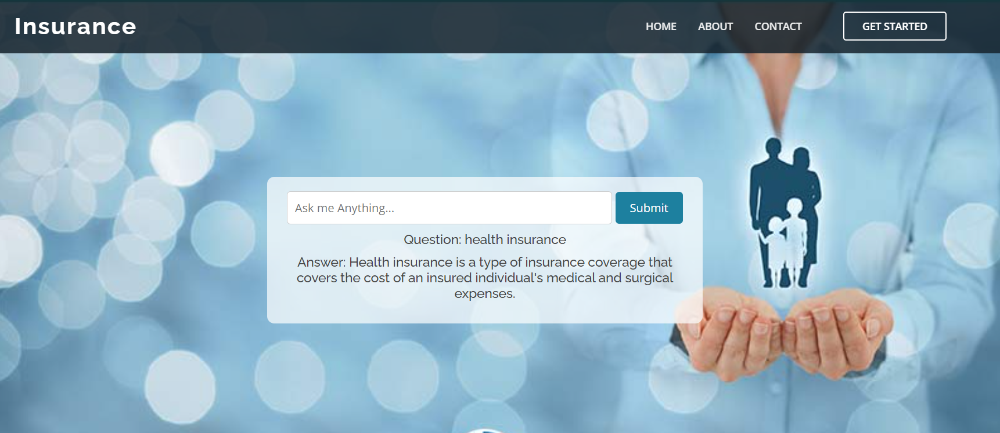 Insurance
HOME ABOUT CONTACT GET STARTED
Ask me Anything... Submit
Question: health insurance
Answer: Health insurance is a type of insurance coverage that
covers the cost of an insured individual's medical and surgical
expenses.